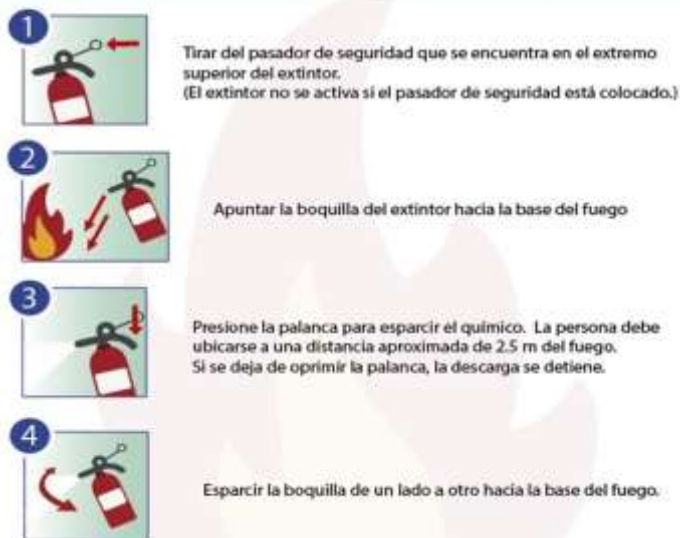 1
Tirar del pasador de seguridad que se encuentra en el extremo
superior del extintor.
(El extintor no se activa si el pasador de seguridad está colocado.)
2
Apuntar la boquilla del extintor hacia la base del fuego
3
Presione la palanca para esparcir el químico. La persona debe
ubicarse a una distancia aproximada de 2.5 m del fuego.
Si se deja de oprimir la palanca, la descarga se detiene.
4
Esparcir la boquilla de un lado a otro hacia la base del fuego.